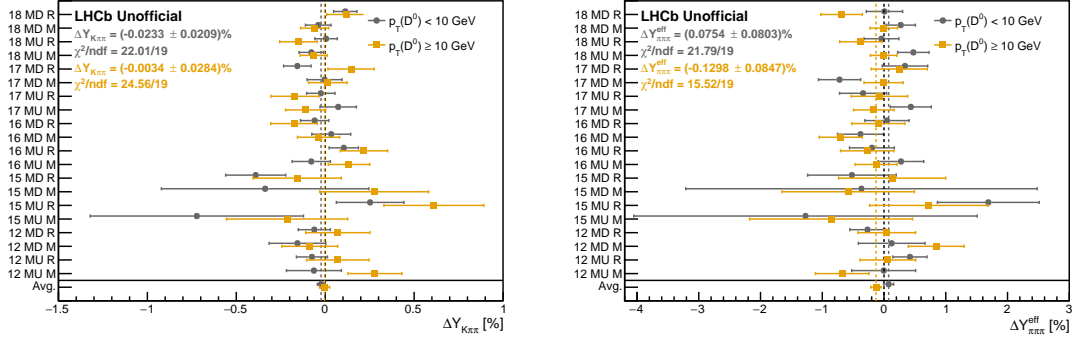 LHCb Unofficial
ΔY_Kππ = (-0.0233 ± 0.0209)%
χ²/ndf = 22.01/19
ΔY_Kππ = (-0.0034 ± 0.0284)%
χ²/ndf = 24.56/19
p_T(D⁰) < 10 GeV
p_T(D⁰) ≥ 10 GeV
18 MD R
18 MD M
18 MU R
18 MU M
17 MD R
17 MD M
17 MU R
17 MU M
16 MD R
16 MD M
16 MU R
16 MU M
15 MD R
15 MD M
15 MU R
15 MU M
12 MD R
12 MD M
12 MU R
12 MU M
Avg.
−1.5 −1 −0.5 0 0.5 1
ΔY_Kππ [%]
LHCb Unofficial
ΔY_πππ^eff = (0.0754 ± 0.0803)%
χ²/ndf = 21.79/19
ΔY_πππ^eff = (-0.1298 ± 0.0847)%
χ²/ndf = 15.52/19
p_T(D⁰) < 10 GeV
p_T(D⁰) ≥ 10 GeV
18 MD R
18 MD M
18 MU R
18 MU M
17 MD R
17 MD M
17 MU R
17 MU M
16 MD R
16 MD M
16 MU R
16 MU M
15 MD R
15 MD M
15 MU R
15 MU M
12 MD R
12 MD M
12 MU R
12 MU M
Avg.
−4 −3 −2 −1 0 1 2 3
ΔY_πππ^eff [%]